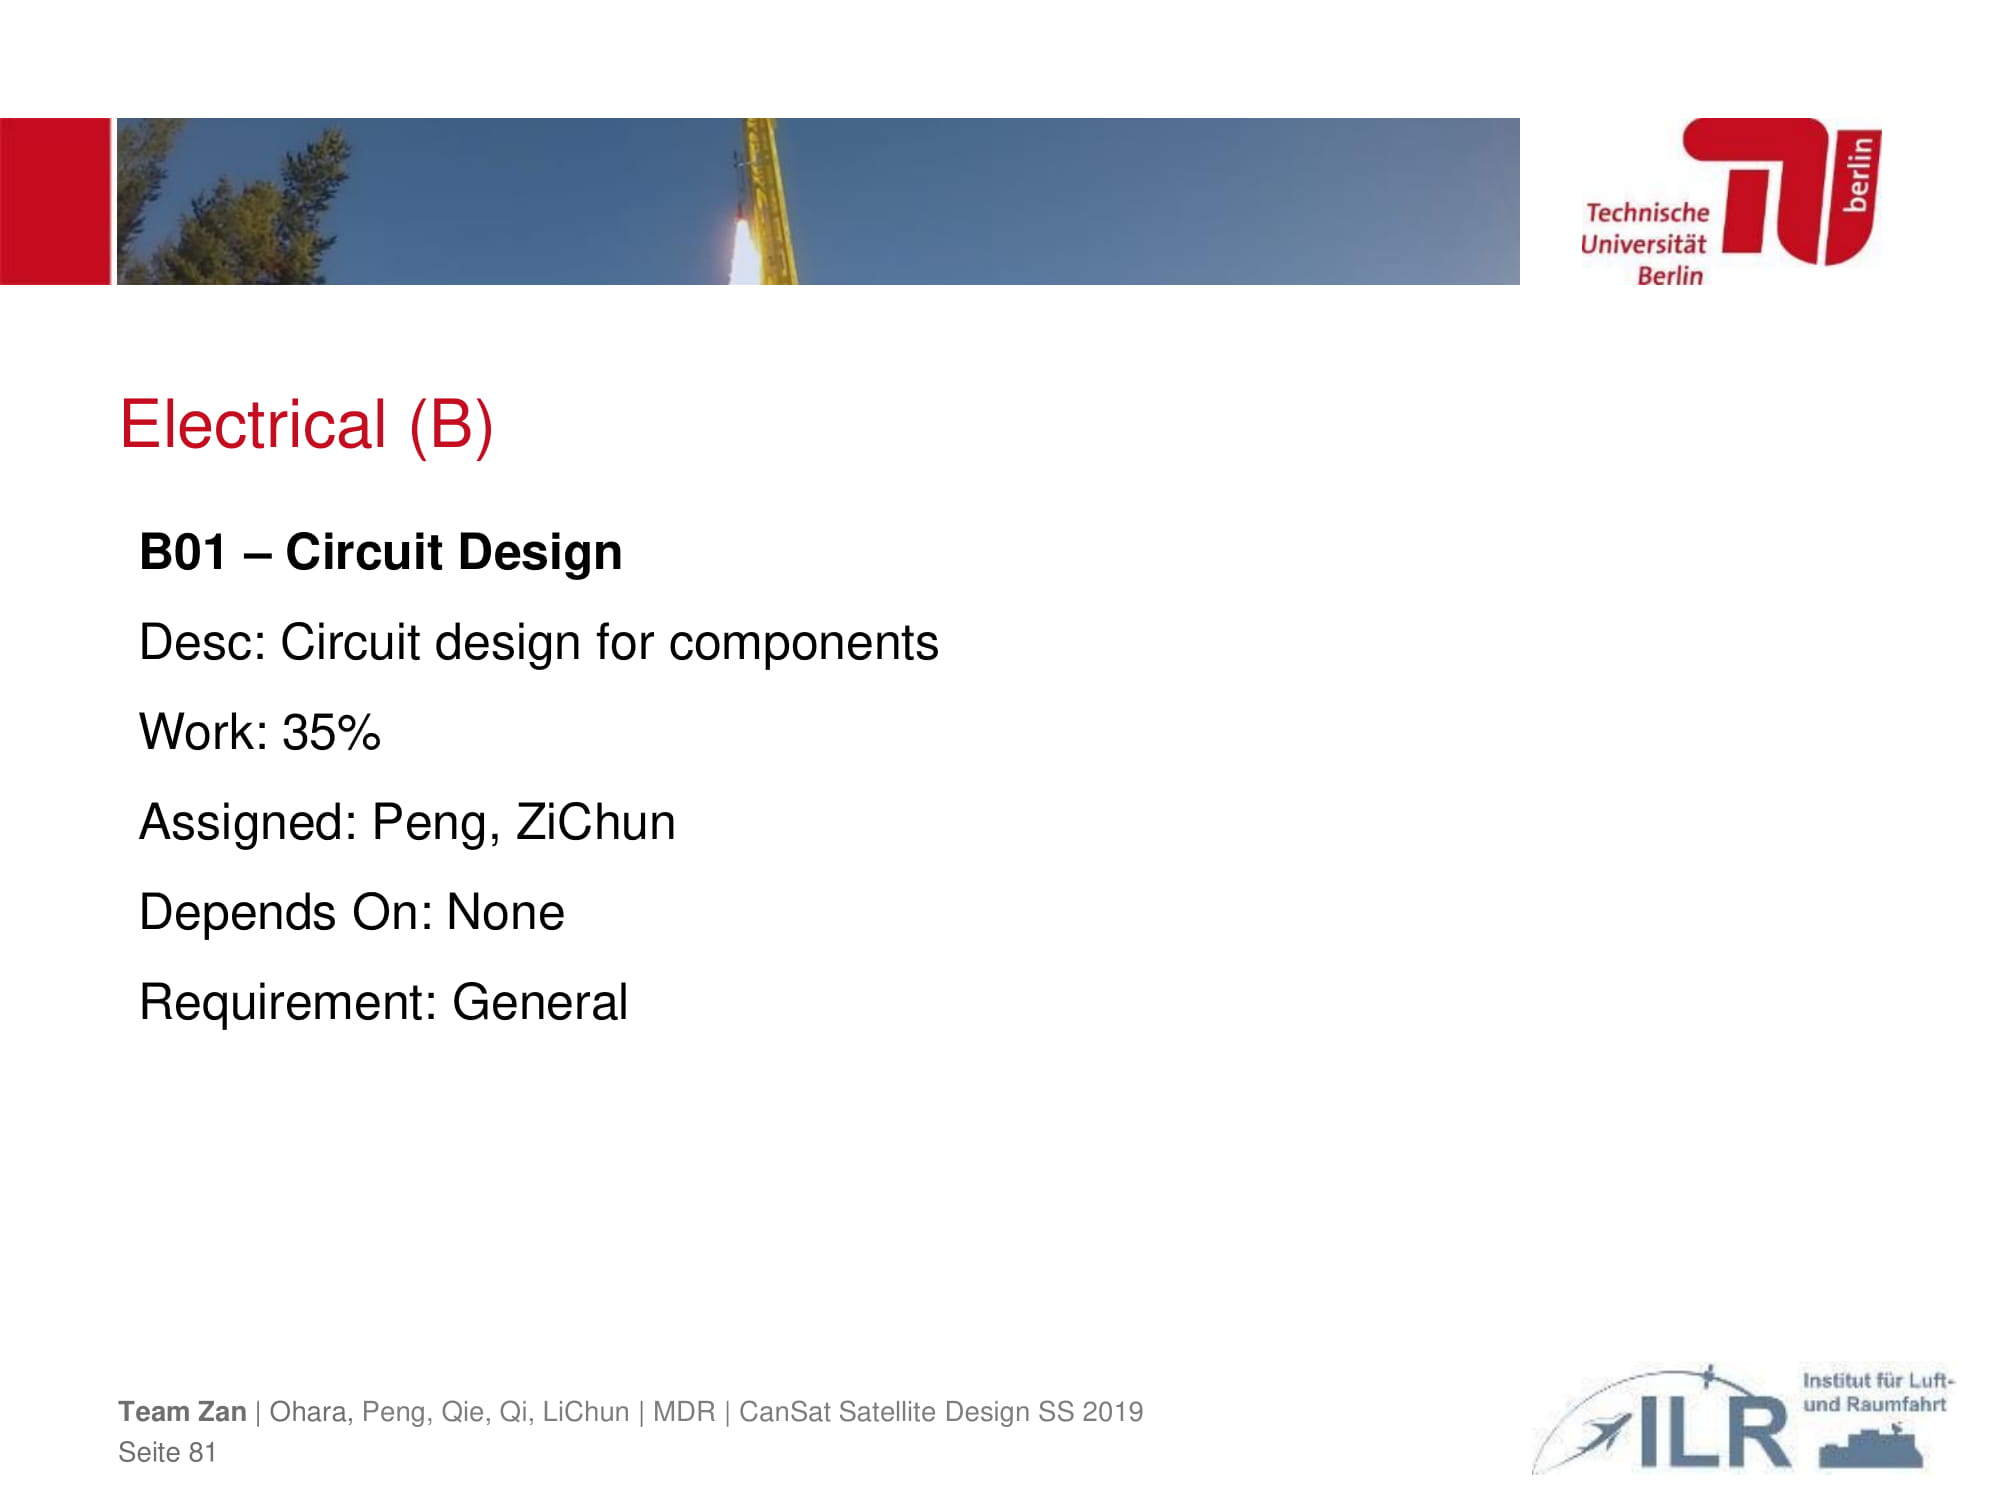 Technische
Universität
Berlin
berlin
Electrical (B)
B01 – Circuit Design
Desc: Circuit design for components
Work: 35%
Assigned: Peng, ZiChun
Depends On: None
Requirement: General
Team Zan | Ohara, Peng, Qie, Qi, LiChun | MDR | CanSat Satellite Design SS 2019
Seite 81
ILR
Institut für Luft-
und Raumfahrt